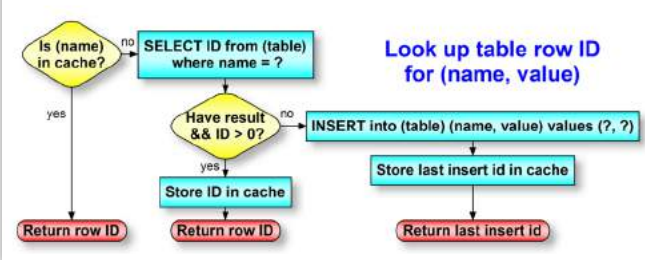 Is (name)
in cache?
no
SELECT ID from (table)
where name = ?
Look up table row ID
for (name, value)
yes
Have result
&& ID > 0?
no
INSERT into (table) (name, value) values (?, ?)
yes
Store ID in cache
Store last insert id in cache
Return row ID
Return row ID
Return last insert id